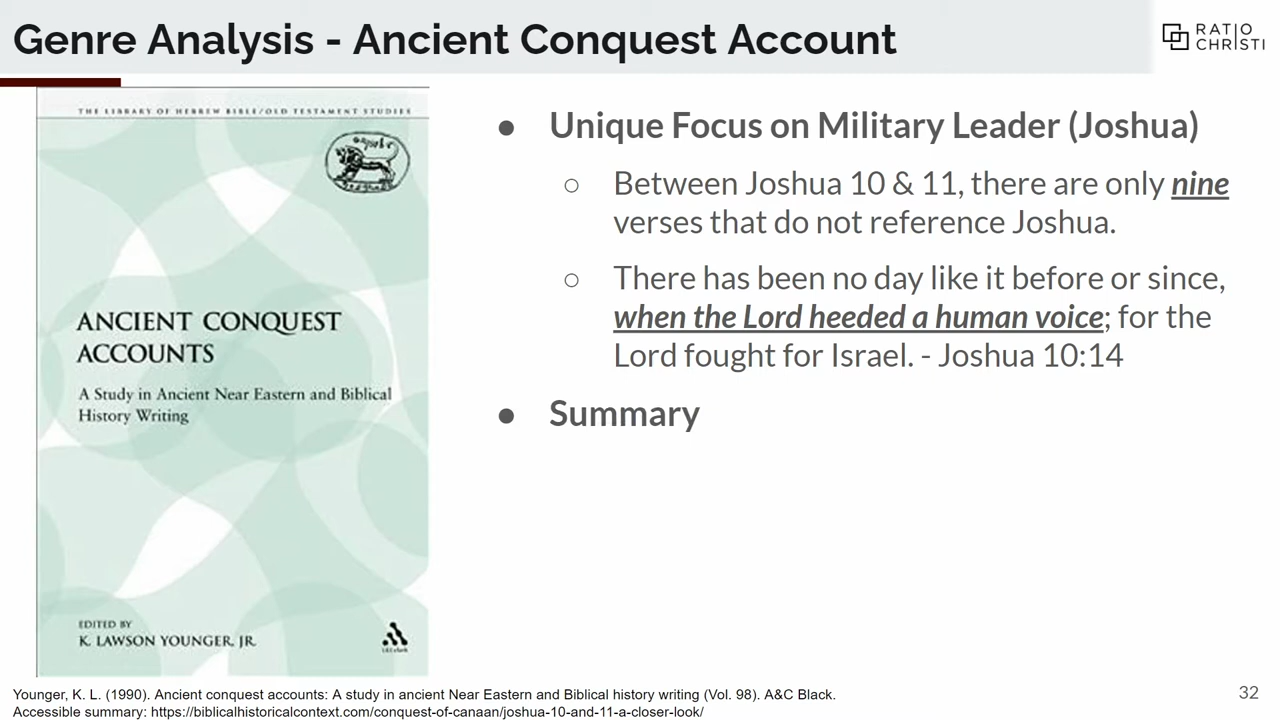 Genre Analysis - Ancient Conquest Account
RATIO
CHRISTI
THE LIBRARY OF HEBREW BIBLE/OLD TESTAMENT STUDIES
ANCIENT CONQUEST
ACCOUNTS
A Study in Ancient Near Eastern and Biblical
History Writing
EDITED BY
K. LAWSON YOUNGER, JR.
● Unique Focus on Military Leader (Joshua)
○ Between Joshua 10 & 11, there are only nine
verses that do not reference Joshua.
○ There has been no day like it before or since,
when the Lord heeded a human voice; for the
Lord fought for Israel. - Joshua 10:14
● Summary
Younger, K. L. (1990). Ancient conquest accounts: A study in ancient Near Eastern and Biblical history writing (Vol. 98). A&C Black.
Accessible summary: https://biblicalhistoricalcontext.com/conquest-of-canaan/joshua-10-and-11-a-closer-look/
32